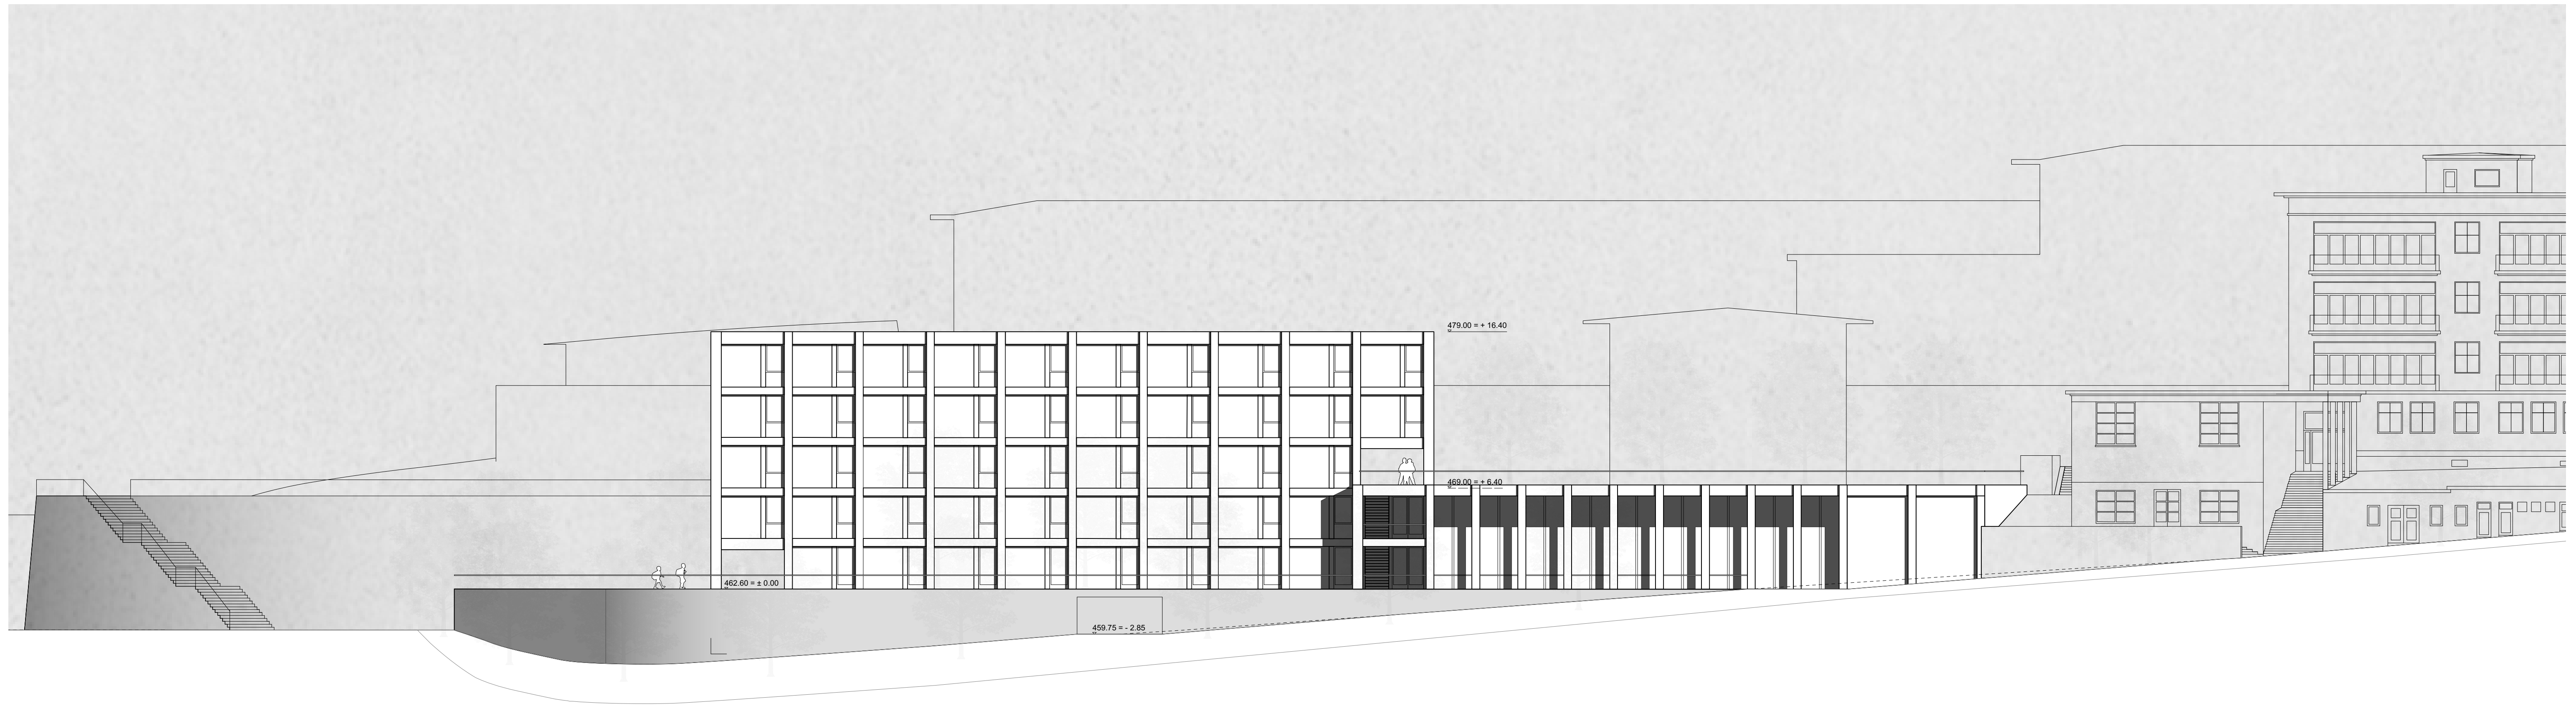 479.00 = + 16.40
469.00 = + 6.40
462.60 = ± 0.00
459.75 = - 2.85